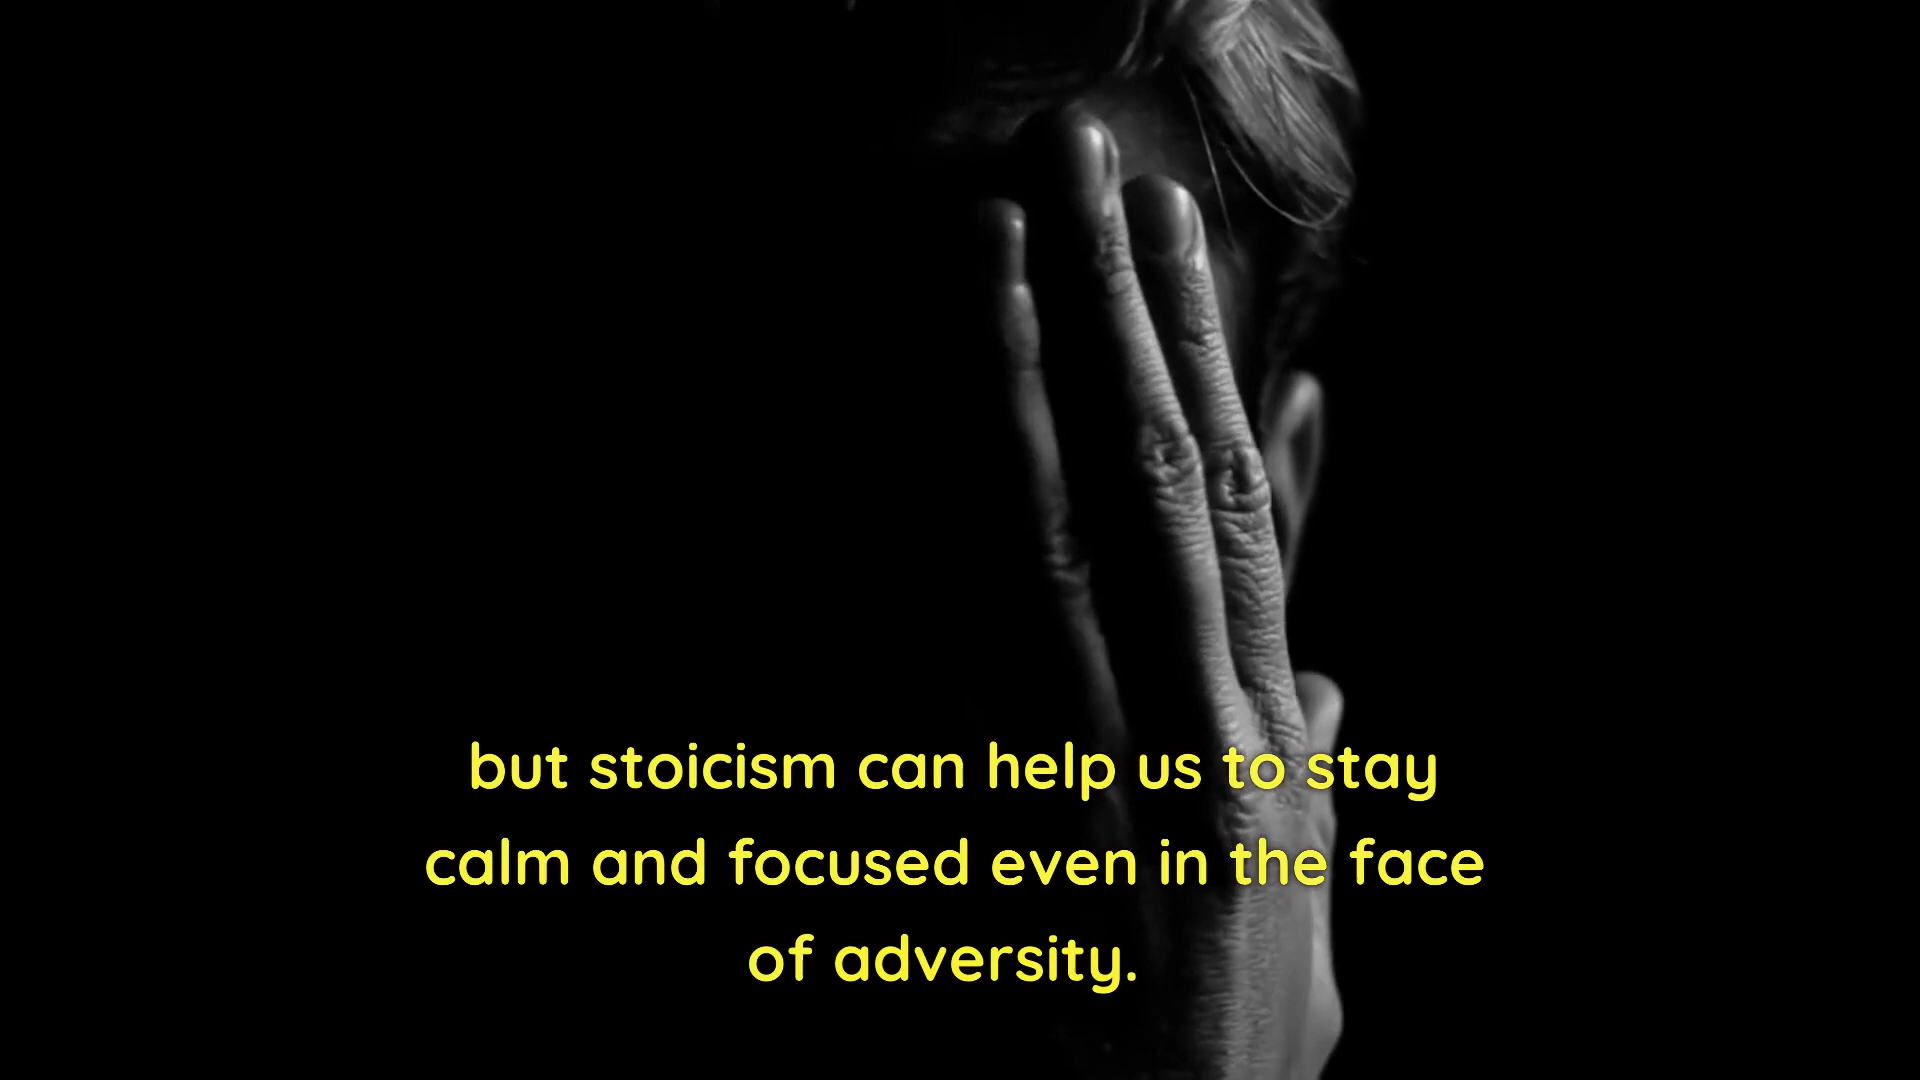 but stoicism can help us to stay
calm and focused even in the face
of adversity.